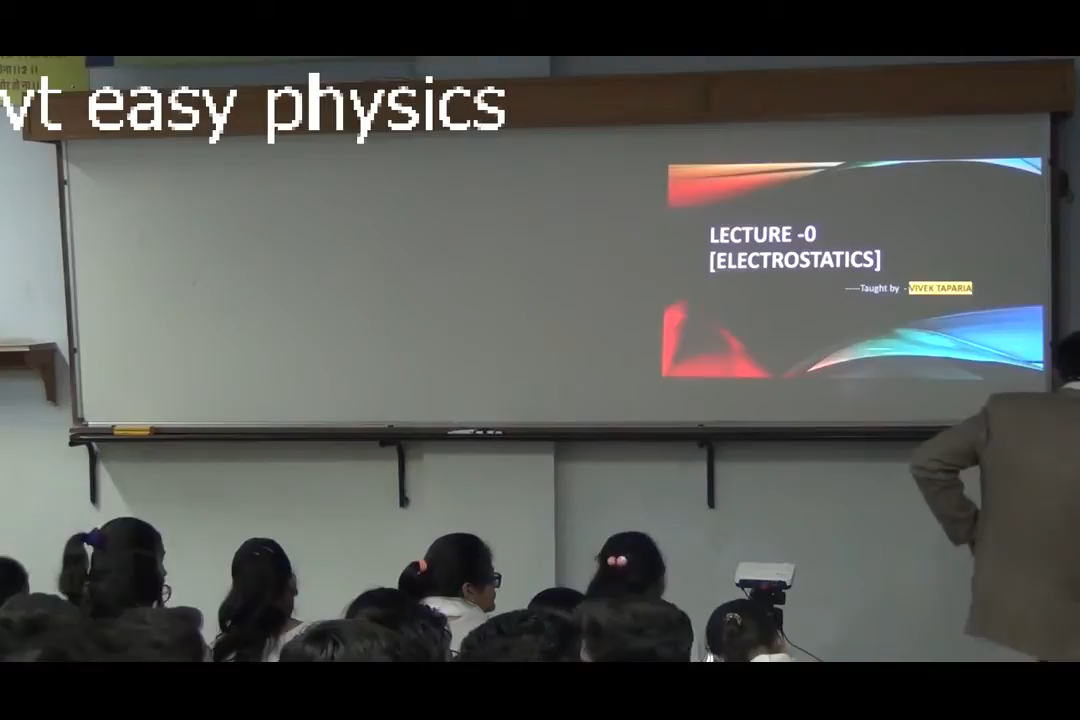 vt easy physics
LECTURE -0
[ELECTROSTATICS]
-----Taught by - VIVEK TAPARIA